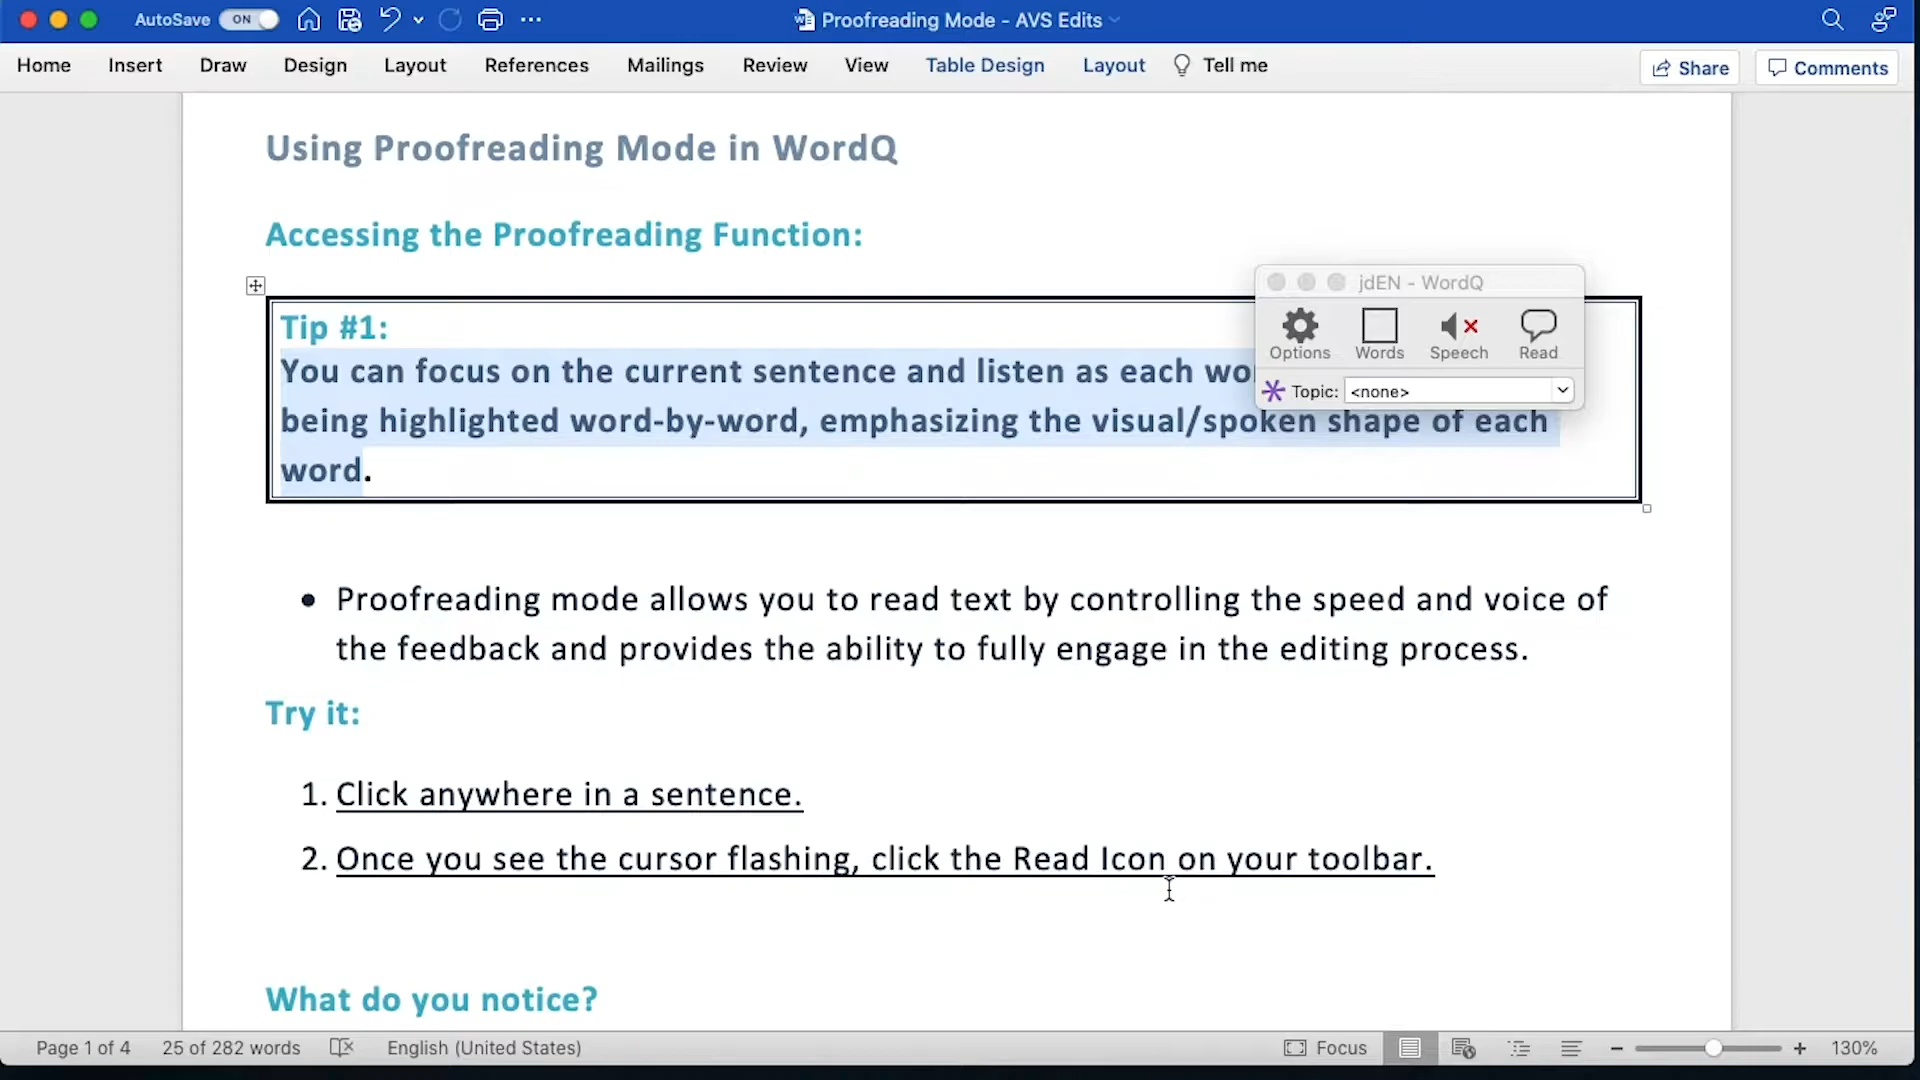 AutoSave ON Proofreading Mode - AVS Edits
Home Insert Draw Design Layout References Mailings Review View Table Design Layout Tell me Share Comments
Using Proofreading Mode in WordQ
Accessing the Proofreading Function:
jdEN - WordQ
Options Words Speech Read
Topic: <none>
Tip #1:
You can focus on the current sentence and listen as each wo
being highlighted word-by-word, emphasizing the visual/spoken shape of each
word.
• Proofreading mode allows you to read text by controlling the speed and voice of
the feedback and provides the ability to fully engage in the editing process.
Try it:
1. Click anywhere in a sentence.
2. Once you see the cursor flashing, click the Read Icon on your toolbar.
What do you notice?
Page 1 of 4 25 of 282 words English (United States) Focus 130%